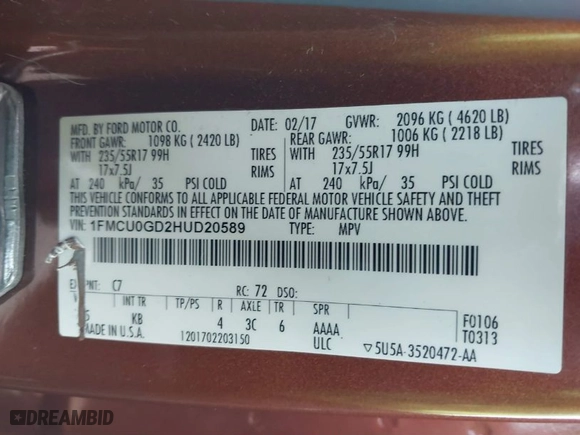 MFD. BY FORD MOTOR CO.
DATE: 02/17 GVWR: 2096 KG ( 4620 LB)
FRONT GAWR: 1098 KG ( 2420 LB)
REAR GAWR: 1006 KG ( 2218 LB)
WITH 235/55R17 99H TIRES
WITH 235/55R17 99H TIRES
17x7.5J RIMS
17x7.5J RIMS
AT 240 kPa/ 35 PSI COLD
AT 240 kPa/ 35 PSI COLD
THIS VEHICLE CONFORMS TO ALL APPLICABLE FEDERAL MOTOR VEHICLE SAFETY AND THEFT
PREVENTION STANDARDS IN EFFECT ON THE DATE OF MANUFACTURE SHOWN ABOVE.
VIN: 1FMCU0GD2HUD20589
TYPE: MPV
PNT: C7 RC: 72 DSO:
INT TR TP/PS R AXLE TR SPR
5 KB 4 3C 6 AAAA F0106
MADE IN U.S.A. 1201702203150 ULC ▽5U5A-3520472-AA T0313
DREAMBID